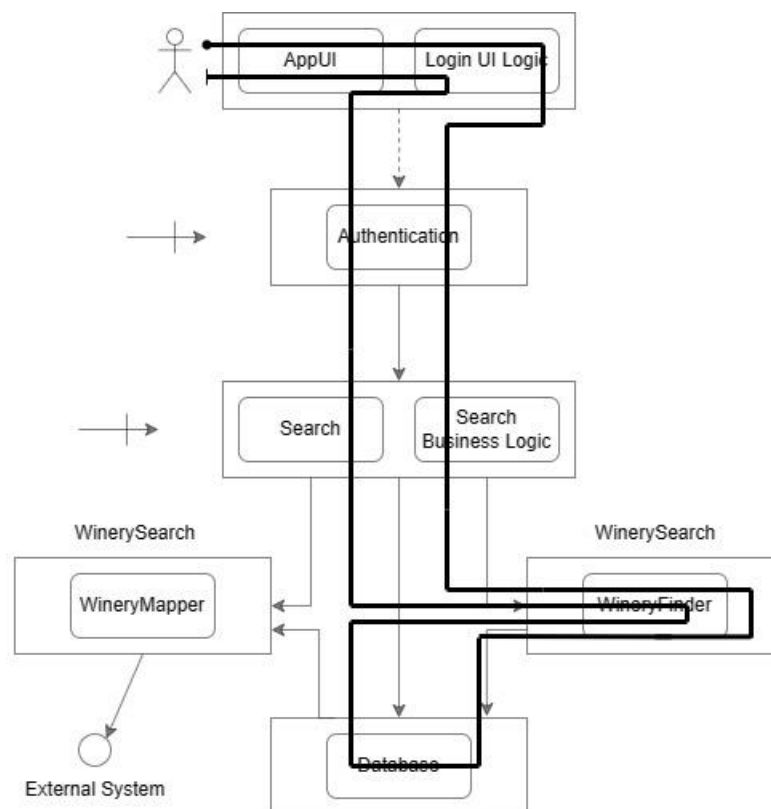 AppUI
Login UI Logic
Authentication
Search
Search
Business Logic
WinerySearch
WinerySearch
WineryMapper
WineryFinder
Database
External System